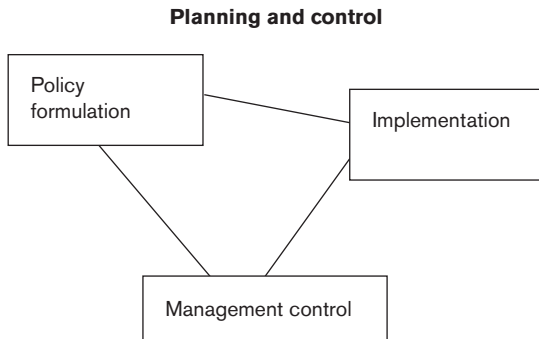 Planning and control
Policy
formulation
Implementation
Management control